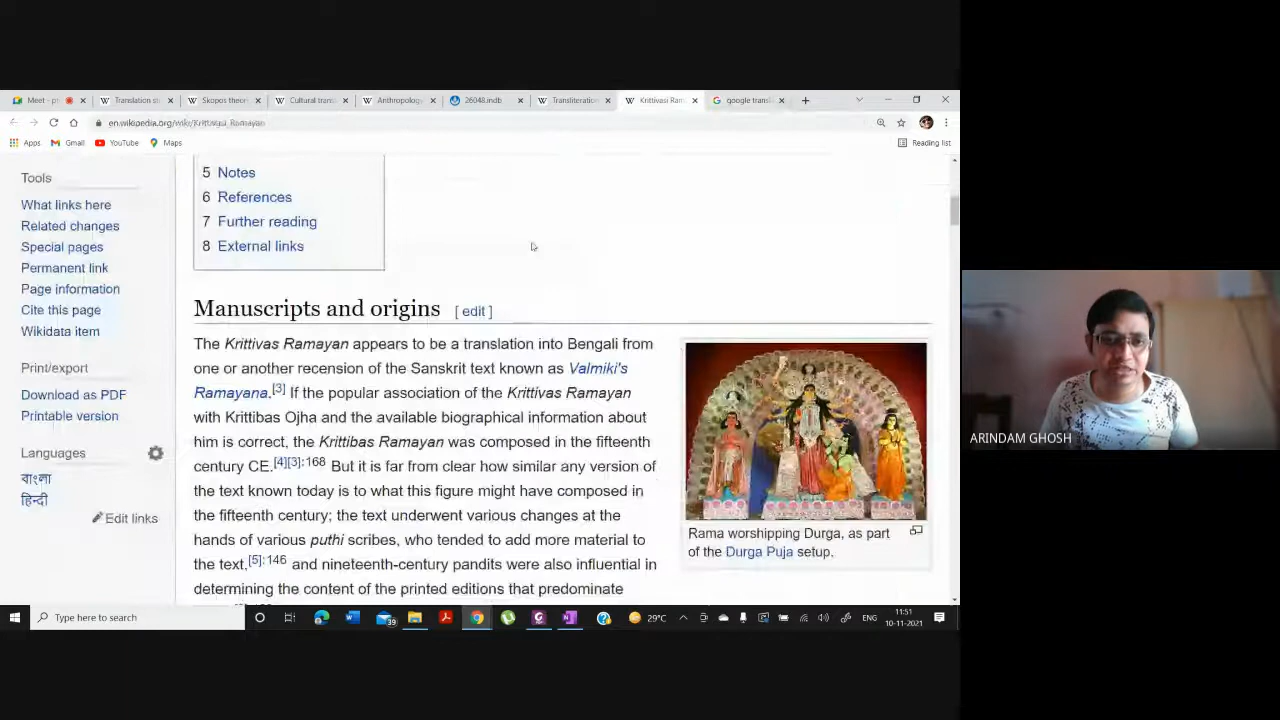 Meet - p
Translation s
Skopos theor
Cultural trans
Anthropology
26048.indb
Transliteration
Krittivasi Ram
google transl
en.wikipedia.org/wiki/Krittivasi_Ramayan
Apps Gmail YouTube Maps Reading list
Tools
What links here
Related changes
Special pages
Permanent link
Page information
Cite this page
Wikidata item
Print/export
Download as PDF
Printable version
Languages
বাংলা
हिन्दी
Edit links
5 Notes
6 References
7 Further reading
8 External links
Manuscripts and origins [ edit ]
The Krittivas Ramayan appears to be a translation into Bengali from
one or another recension of the Sanskrit text known as Valmiki's
Ramayana.[3] If the popular association of the Krittivas Ramayan
with Krittibas Ojha and the available biographical information about
him is correct, the Krittibas Ramayan was composed in the fifteenth
century CE.[4][3]:168 But it is far from clear how similar any version of
the text known today is to what this figure might have composed in
the fifteenth century; the text underwent various changes at the
hands of various puthi scribes, who tended to add more material to
the text.[5]:146 and nineteenth-century pandits were also influential in
determining the content of the printed editions that predominate
Rama worshipping Durga, as part
of the Durga Puja setup.
ARINDAM GHOSH
Type here to search
39
29°C
ENG
11:51
10-11-2021